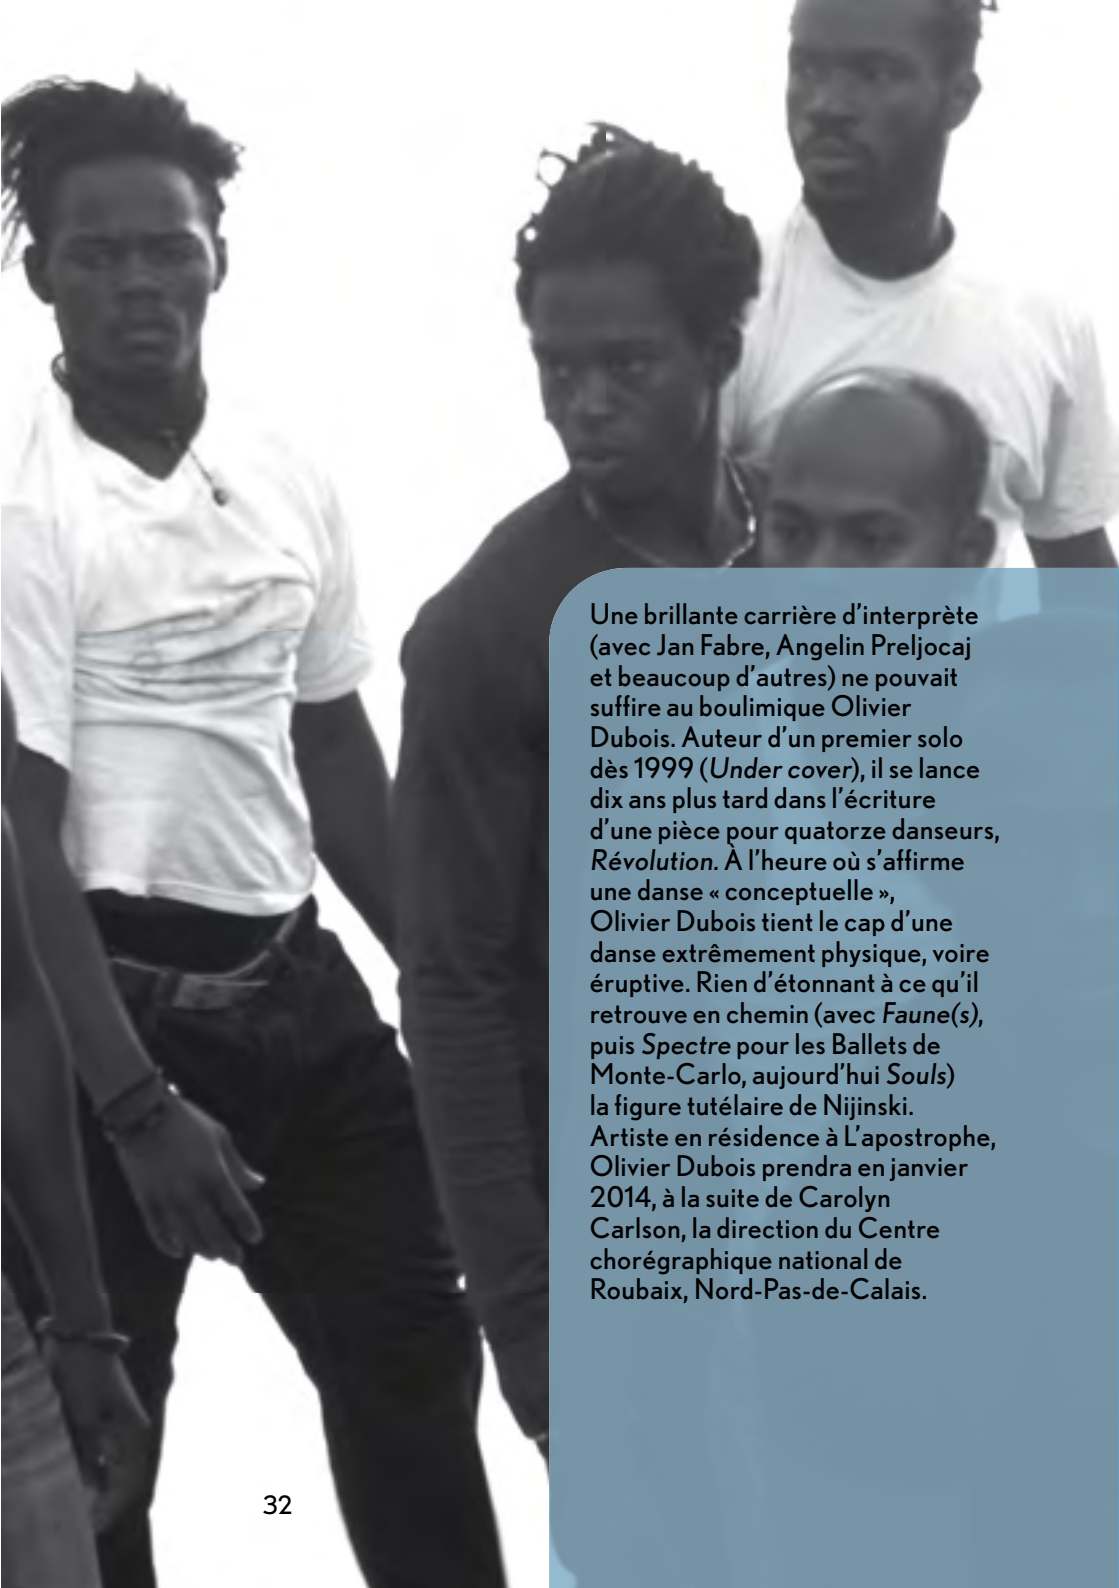 Une brillante carrière d’interprète
(avec Jan Fabre, Angelin Preljocaj
et beaucoup d’autres) ne pouvait
suffire au boulimique Olivier
Dubois. Auteur d’un premier solo
dès 1999 (Under cover), il se lance
dix ans plus tard dans l’écriture
d’une pièce pour quatorze danseurs,
Révolution. À l’heure où s’affirme
une danse « conceptuelle »,
Olivier Dubois tient le cap d’une
danse extrêmement physique, voire
éruptive. Rien d’étonnant à ce qu’il
retrouve en chemin (avec Faune(s),
puis Spectre pour les Ballets de
Monte-Carlo, aujourd’hui Souls)
la figure tutélaire de Nijinski.
Artiste en résidence à L’apostrophe,
Olivier Dubois prendra en janvier
2014, à la suite de Carolyn
Carlson, la direction du Centre
chorégraphique national de
Roubaix, Nord-Pas-de-Calais.
32